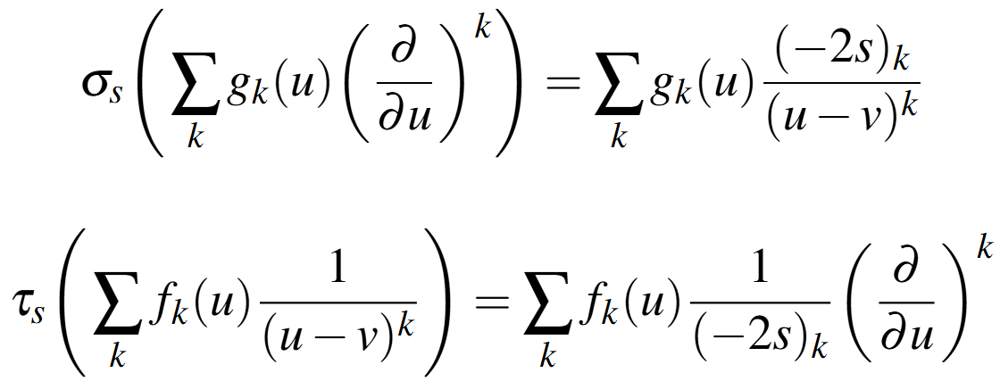 σ_s ( ∑_k g_k(u) ( ∂/∂u )^k ) = ∑_k g_k(u) (−2s)_k / (u − v)^k
τ_s ( ∑_k f_k(u) 1/(u − v)^k ) = ∑_k f_k(u) 1/(−2s)_k ( ∂/∂u )^k